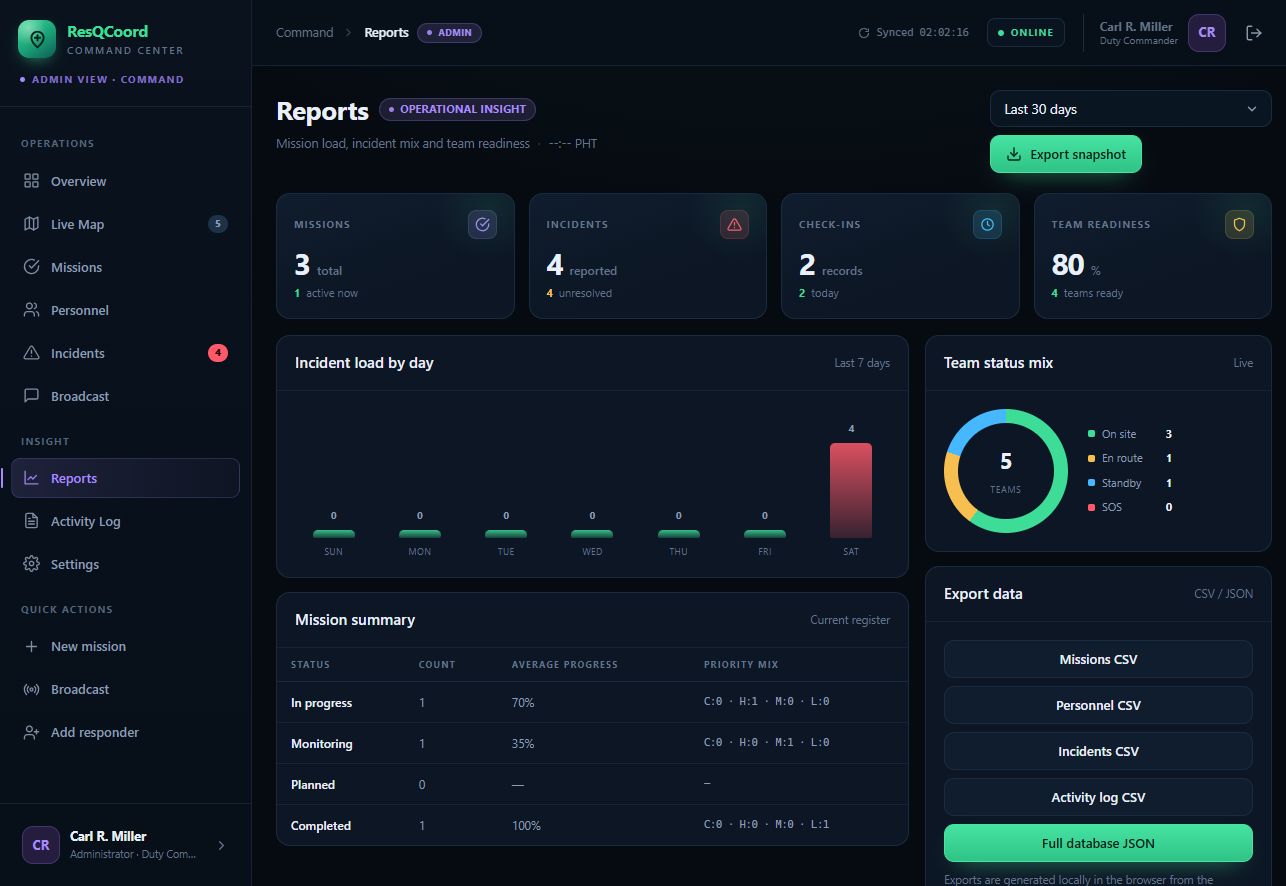 ResQCoord
COMMAND CENTER
ADMIN VIEW · COMMAND
OPERATIONS
Overview
Live Map 5
Missions
Personnel
Incidents 4
Broadcast
INSIGHT
Reports
Activity Log
Settings
QUICK ACTIONS
New mission
Broadcast
Add responder
CR
Carl R. Miller
Administrator · Duty Com...
Command > Reports ADMIN
Synced 02:02:16
ONLINE
Carl R. Miller
Duty Commander
CR
Reports OPERATIONAL INSIGHT
Mission load, incident mix and team readiness · --:-- PHT
Last 30 days
Export snapshot
MISSIONS
3 total
1 active now
INCIDENTS
4 reported
4 unresolved
CHECK-INS
2 records
2 today
TEAM READINESS
80 %
4 teams ready
Incident load by day Last 7 days
0 0 0 0 0 0 4
SUN MON TUE WED THU FRI SAT
Team status mix Live
5
TEAMS
On site 3
En route 1
Standby 1
SOS 0
Mission summary Current register
STATUS COUNT AVERAGE PROGRESS PRIORITY MIX
In progress 1 70% C:0 · H:1 · M:0 · L:0
Monitoring 1 35% C:0 · H:0 · M:1 · L:0
Planned 0 — —
Completed 1 100% C:0 · H:0 · M:0 · L:1
Export data CSV / JSON
Missions CSV
Personnel CSV
Incidents CSV
Activity log CSV
Full database JSON
Exports are generated locally in the browser from the